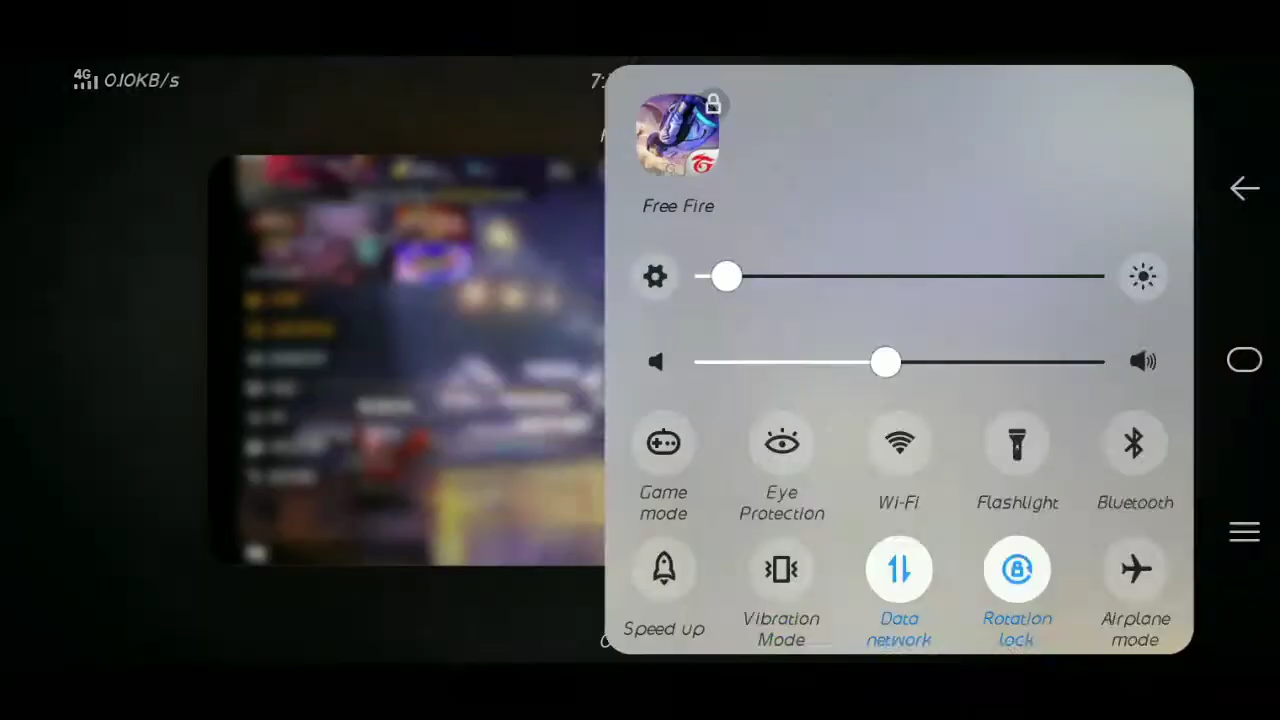 4G 0.10KB/s
7:
Free Fire
Game
mode
Eye
Protection
Wi-Fi
Flashlight
Bluetooth
Speed up
Vibration
Mode
Data
network
Rotation
lock
Airplane
mode